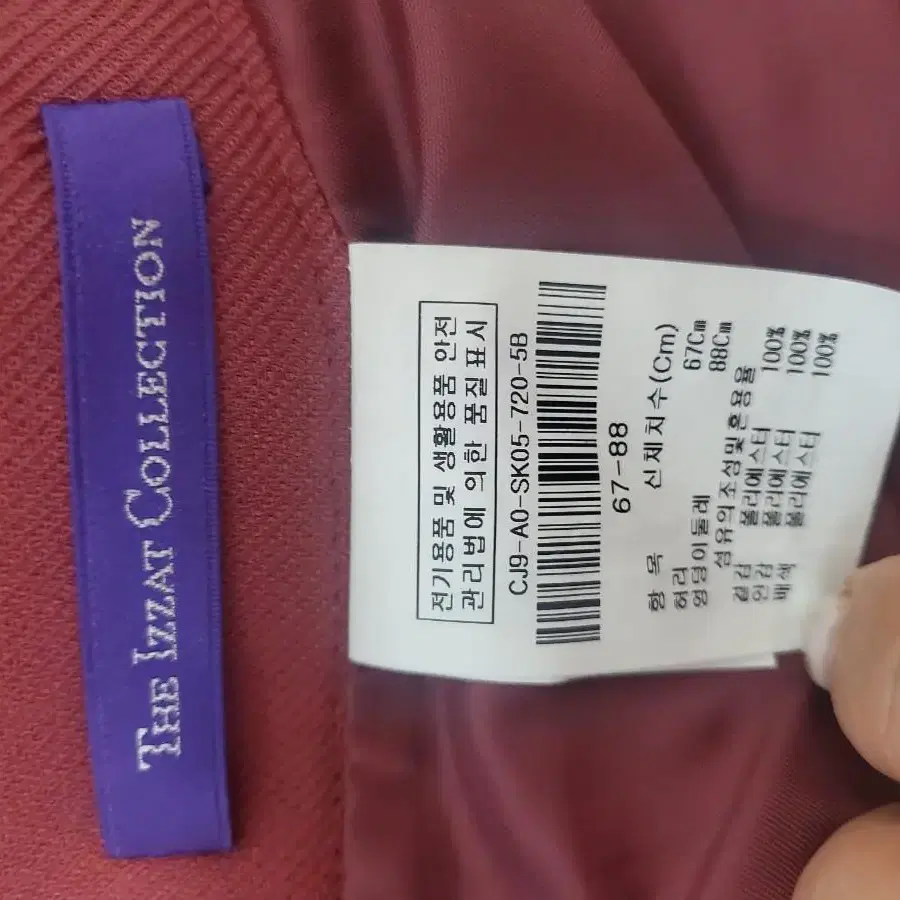 THE IZZAT COLLECTION
전기용품 및 생활용품 안전
관리법에 의한 품질 표시
CJ9-A0-SK05-720-5B
67-88
항 목 신체치수(Cm)
허리 67Cm
엉덩이둘레 88Cm
섬유의조성및혼용율
겉감 폴리에스터 100%
안감 폴리에스터 100%
배색 폴리에스터 100%